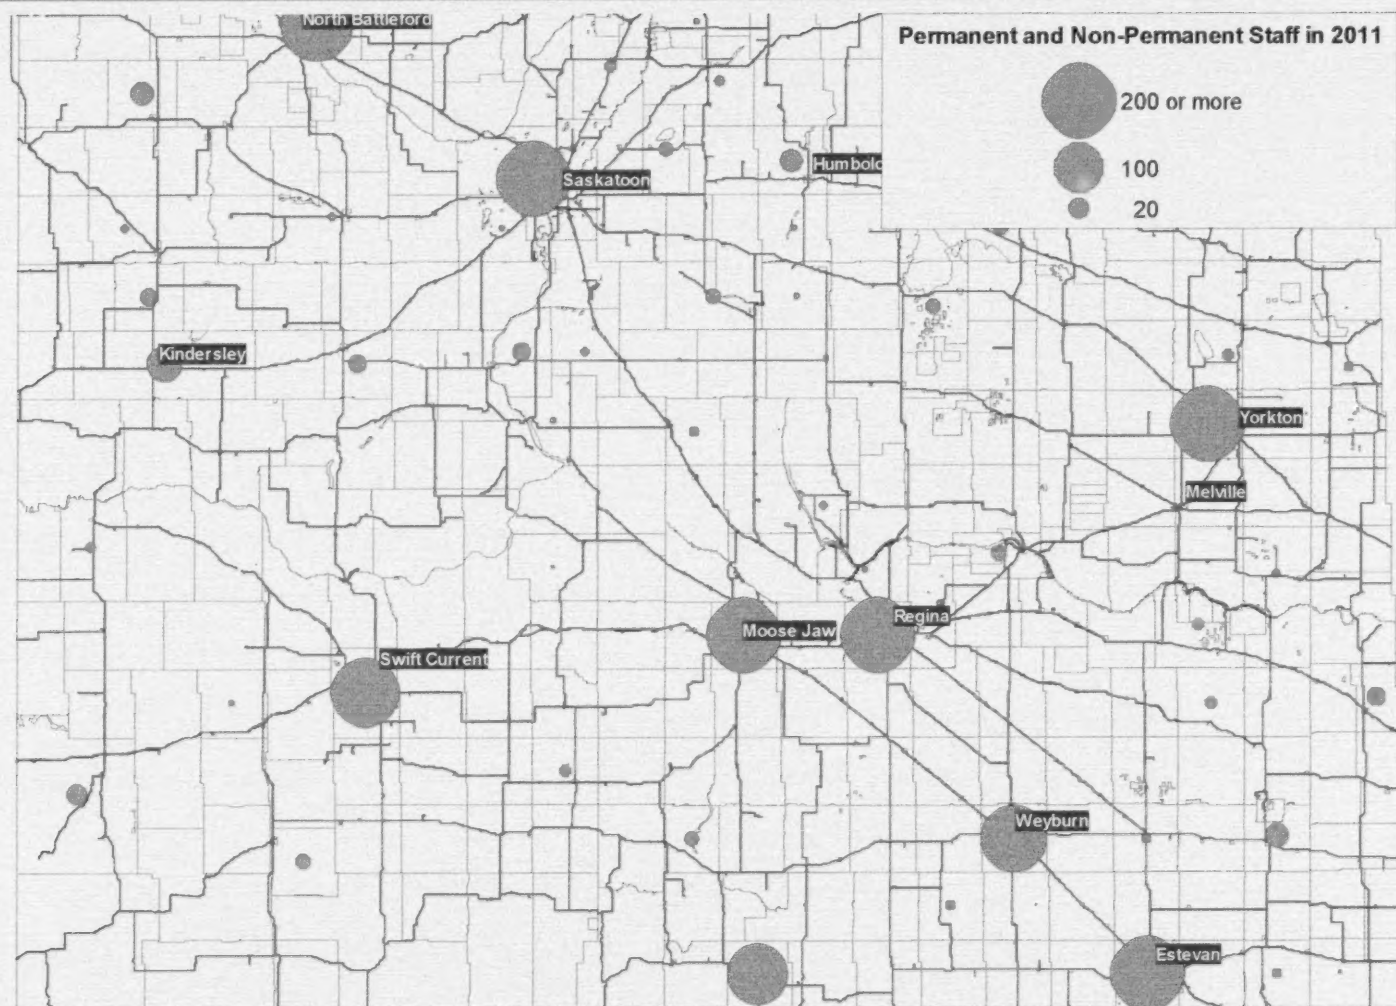 North Battleford
Permanent and Non-Permanent Staff in 2011
200 or more
100
20
Humbolc
Saskatoon
Kindersley
Yorkton
Melville
Regina
Moose Jaw
Swift Current
Weyburn
Estevan